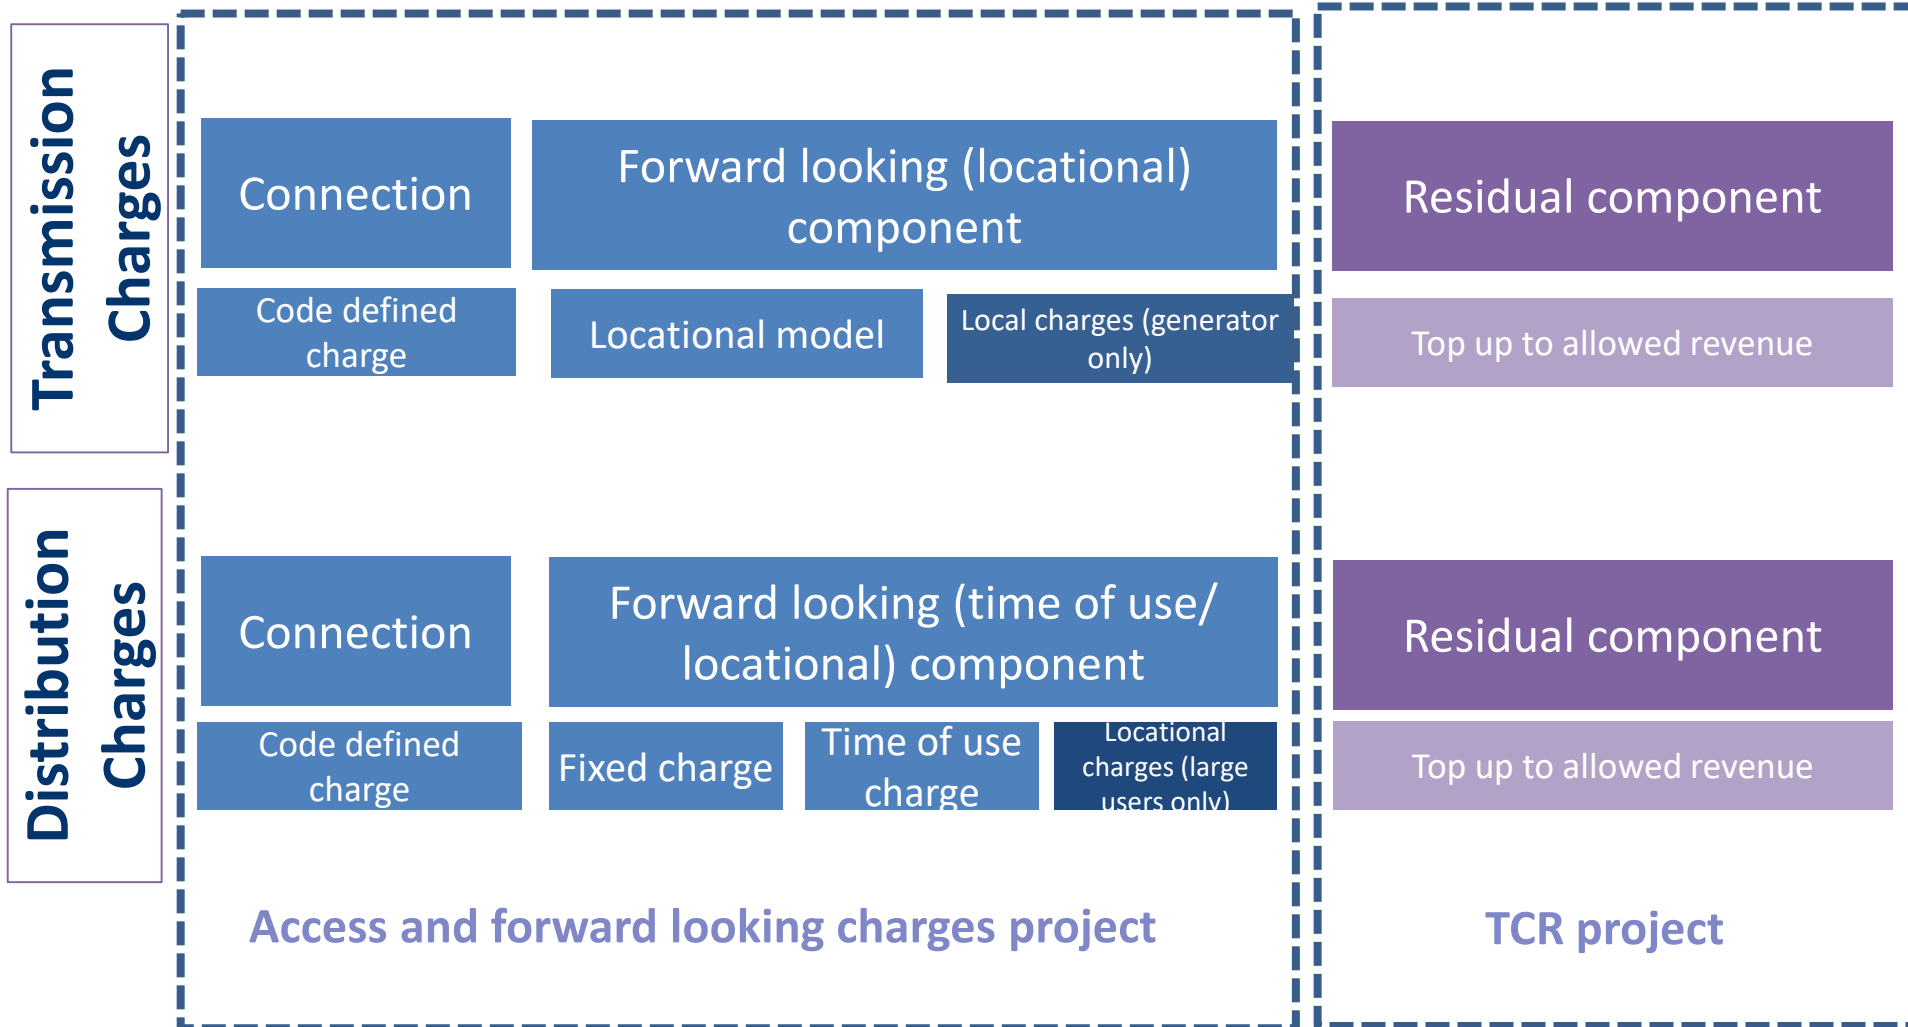 Transmission
Charges
Connection
Forward looking (locational)
component
Residual component
Code defined
charge
Locational model
Local charges (generator
only)
Top up to allowed revenue
Distribution
Charges
Connection
Forward looking (time of use/
locational) component
Residual component
Code defined
charge
Fixed charge
Time of use
charge
Locational
charges (large
users only)
Top up to allowed revenue
Access and forward looking charges project
TCR project